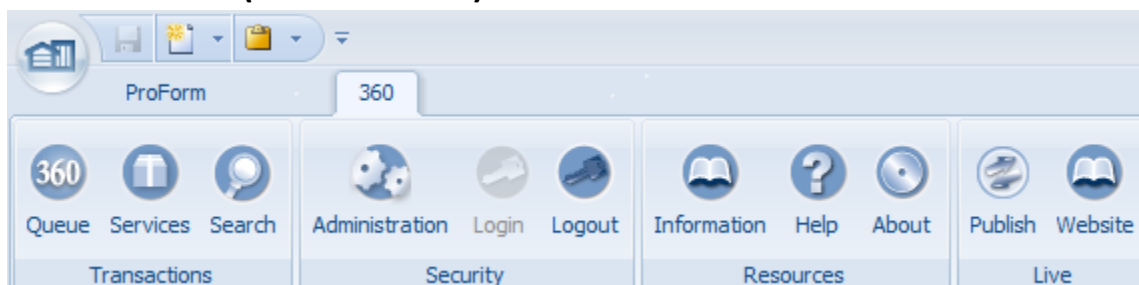 ProForm 360
360
Queue Services Search Administration Login Logout Information Help About Publish Website
Transactions Security Resources Live